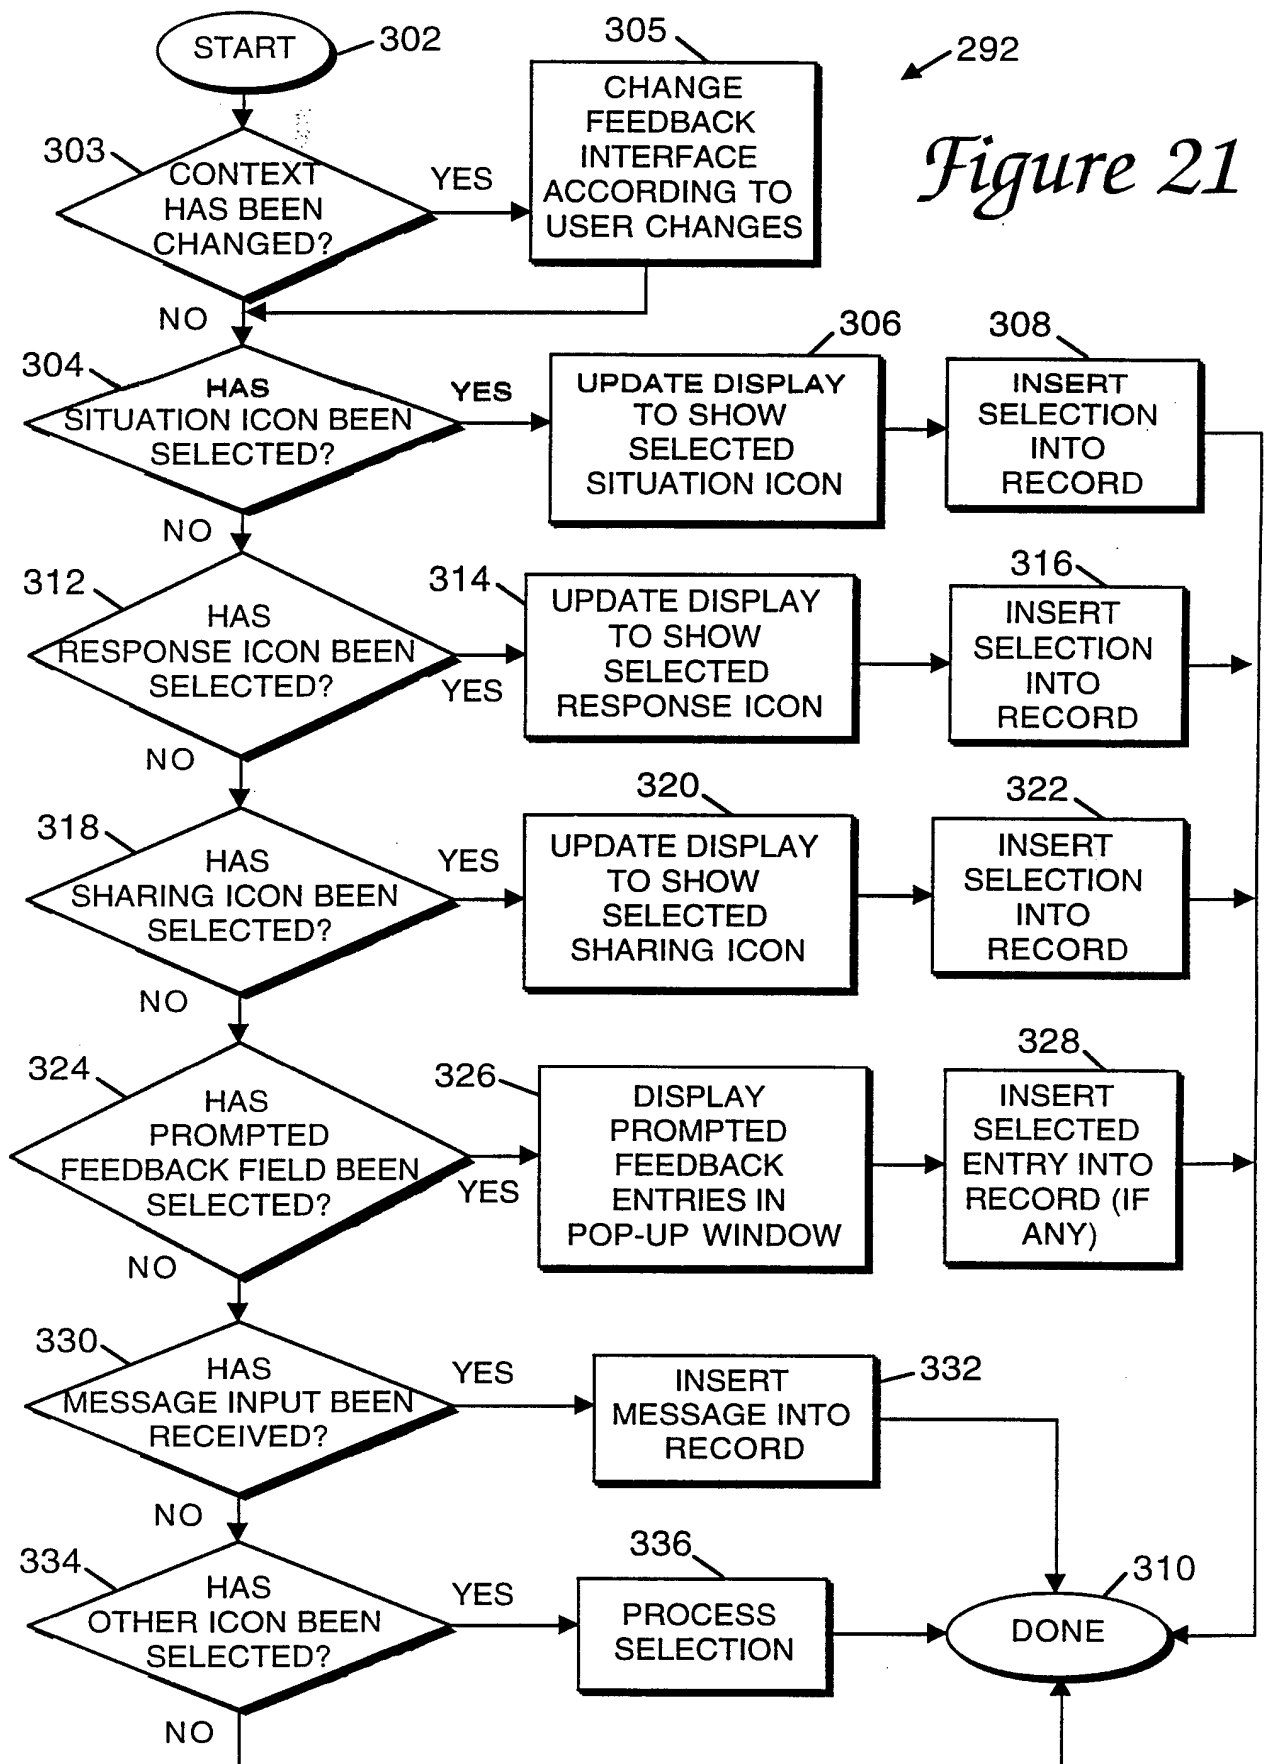 START
302
305
292
Figure 21
303
CONTEXT
HAS BEEN
CHANGED?
YES
CHANGE
FEEDBACK
INTERFACE
ACCORDING TO
USER CHANGES
NO
304
HAS
SITUATION ICON BEEN
SELECTED?
YES
306
UPDATE DISPLAY
TO SHOW
SELECTED
SITUATION ICON
308
INSERT
SELECTION
INTO
RECORD
NO
312
HAS
RESPONSE ICON BEEN
SELECTED?
YES
314
UPDATE DISPLAY
TO SHOW
SELECTED
RESPONSE ICON
316
INSERT
SELECTION
INTO
RECORD
NO
318
HAS
SHARING ICON BEEN
SELECTED?
YES
320
UPDATE DISPLAY
TO SHOW
SELECTED
SHARING ICON
322
INSERT
SELECTION
INTO
RECORD
NO
324
HAS
PROMPTED
FEEDBACK FIELD BEEN
SELECTED?
YES
326
DISPLAY
PROMPTED
FEEDBACK
ENTRIES IN
POP-UP WINDOW
328
INSERT
SELECTED
ENTRY INTO
RECORD (IF
ANY)
NO
330
HAS
MESSAGE INPUT BEEN
RECEIVED?
YES
INSERT
MESSAGE INTO
RECORD
332
NO
334
HAS
OTHER ICON BEEN
SELECTED?
YES
336
PROCESS
SELECTION
310
DONE
NO